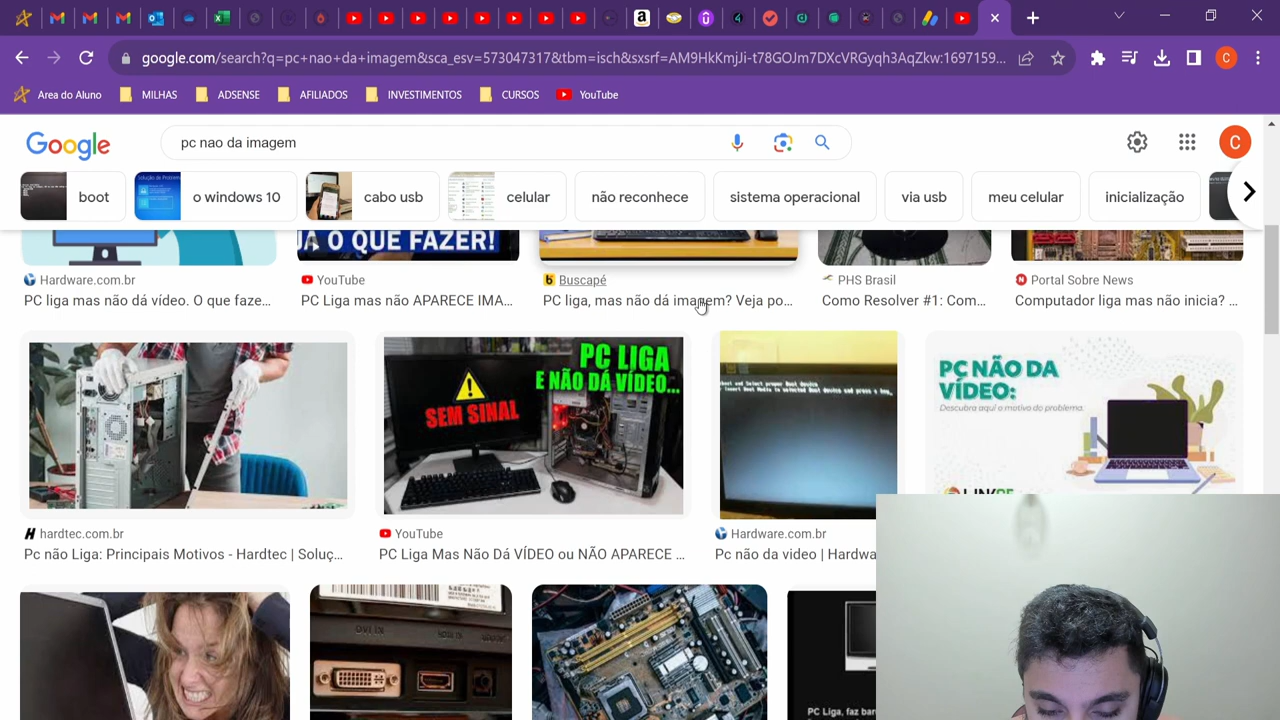 google.com/search?q=pc+nao+da+imagem&sca_esv=573047317&tbm=isch&sxsrf=AM9HkKmjJi-t78GOJm7DXcVRGyqh3AqZkw:1697159...
C
Area do Aluno
MILHAS
ADSENSE
AFILIADOS
INVESTIMENTOS
CURSOS
YouTube
Google
pc nao da imagem
C
boot
o windows 10
cabo usb
celular
não reconhece
sistema operacional
via usb
meu celular
inicialização
O QUE FAZER!
Hardware.com.br
YouTube
Buscapé
PHS Brasil
Portal Sobre News
PC liga mas não dá vídeo. O que faze...
PC Liga mas não APARECE IMA...
PC liga, mas não dá imagem? Veja po...
Como Resolver #1: Com...
Computador liga mas não inicia? ...
PC LIGA
E NÃO DÁ VÍDEO...
SEM SINAL
PC NÃO DA
VÍDEO:
Descubra aqui o motivo do problema.
hardtec.com.br
YouTube
Hardware.com.br
Pc não Liga: Principais Motivos - Hardtec | Soluç...
PC Liga Mas Não Dá VÍDEO ou NÃO APARECE ...
Pc não da video | Hardwa
DVI IN
PC Liga, faz bar